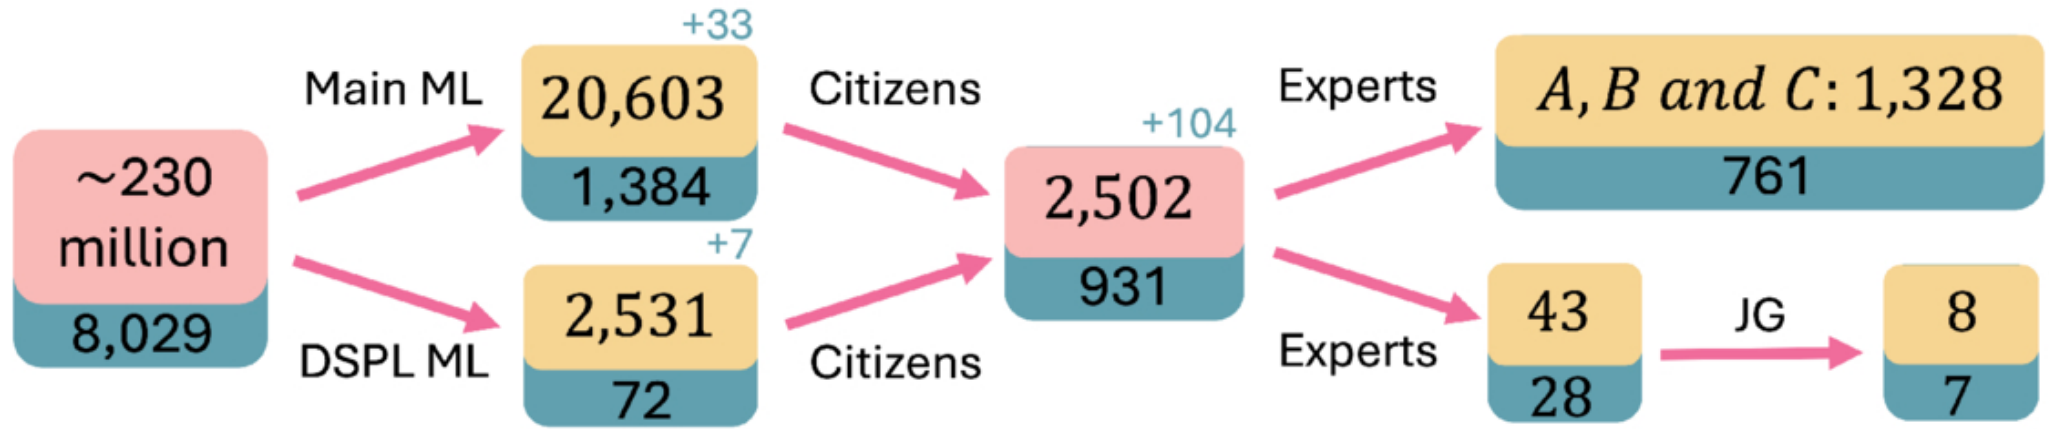 ~230
million
8,029
Main ML
DSPL ML
+33
20,603
1,384
+7
2,531
72
Citizens
Citizens
+104
2,502
931
Experts
Experts
A, B and C: 1,328
761
43
28
JG
8
7